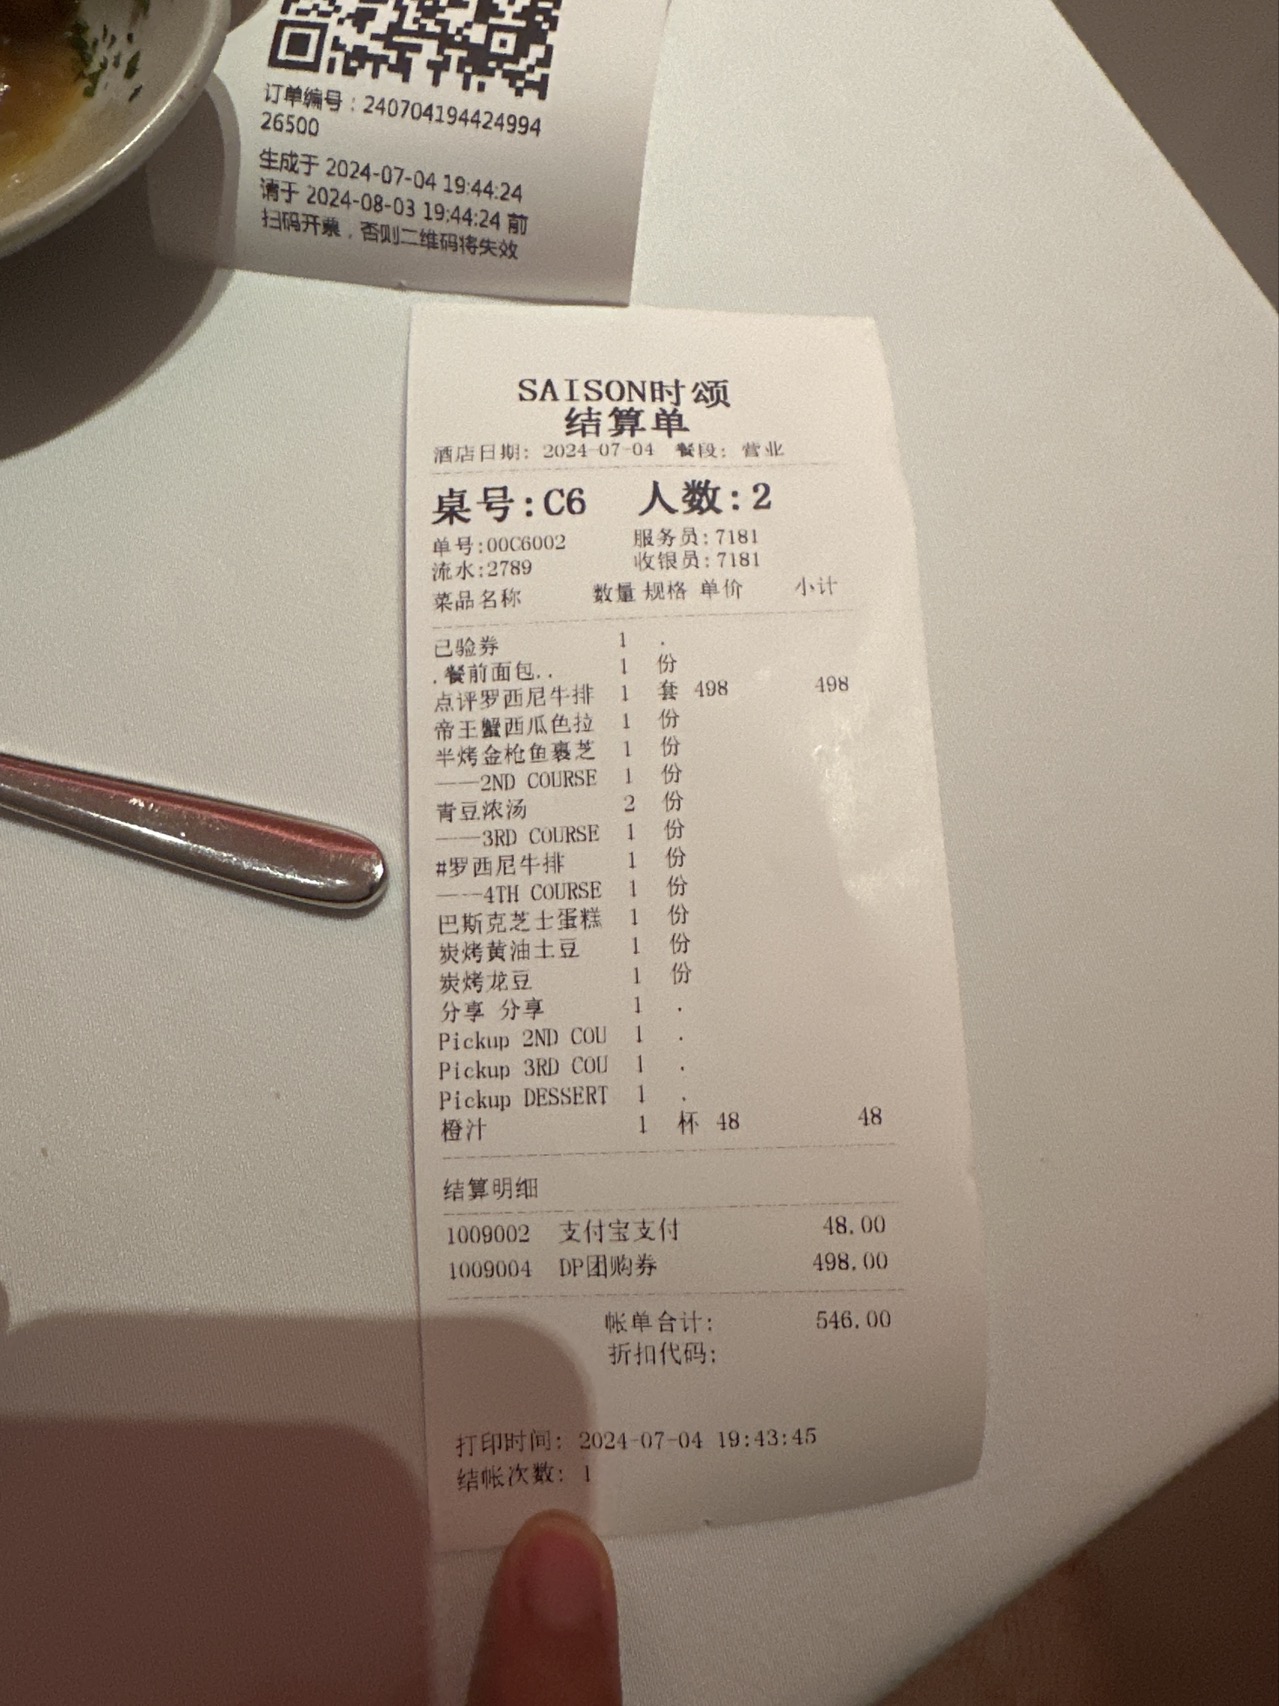 订单编号：240704194424994
26500
生成于 2024-07-04 19:44:24
请于 2024-08-03 19:44:24 前
扫码开票，否则二维码将失效
SAISON时颂
结算单
酒店日期: 2024-07-04 餐段: 营业
桌号:C6 人数:2
单号:00C6002 服务员:7181
流水:2789 收银员:7181
菜品名称 数量 规格 单价 小计
已验券 1 .
.餐前面包.. 1 份
点评罗西尼牛排 1 套 498 498
帝王蟹西瓜色拉 1 份
半烤金枪鱼裹芝 1 份
——2ND COURSE 1 份
青豆浓汤 2 份
——3RD COURSE 1 份
#罗西尼牛排 1 份
——4TH COURSE 1 份
巴斯克芝士蛋糕 1 份
炭烤黄油土豆 1 份
炭烤龙豆 1 份
分享 分享 1 .
Pickup 2ND COU 1 .
Pickup 3RD COU 1 .
Pickup DESSERT 1 .
橙汁 1 杯 48 48
结算明细
1009002 支付宝支付 48.00
1009004 DP团购券 498.00
帐单合计: 546.00
折扣代码:
打印时间: 2024-07-04 19:43:45
结帐次数: 1